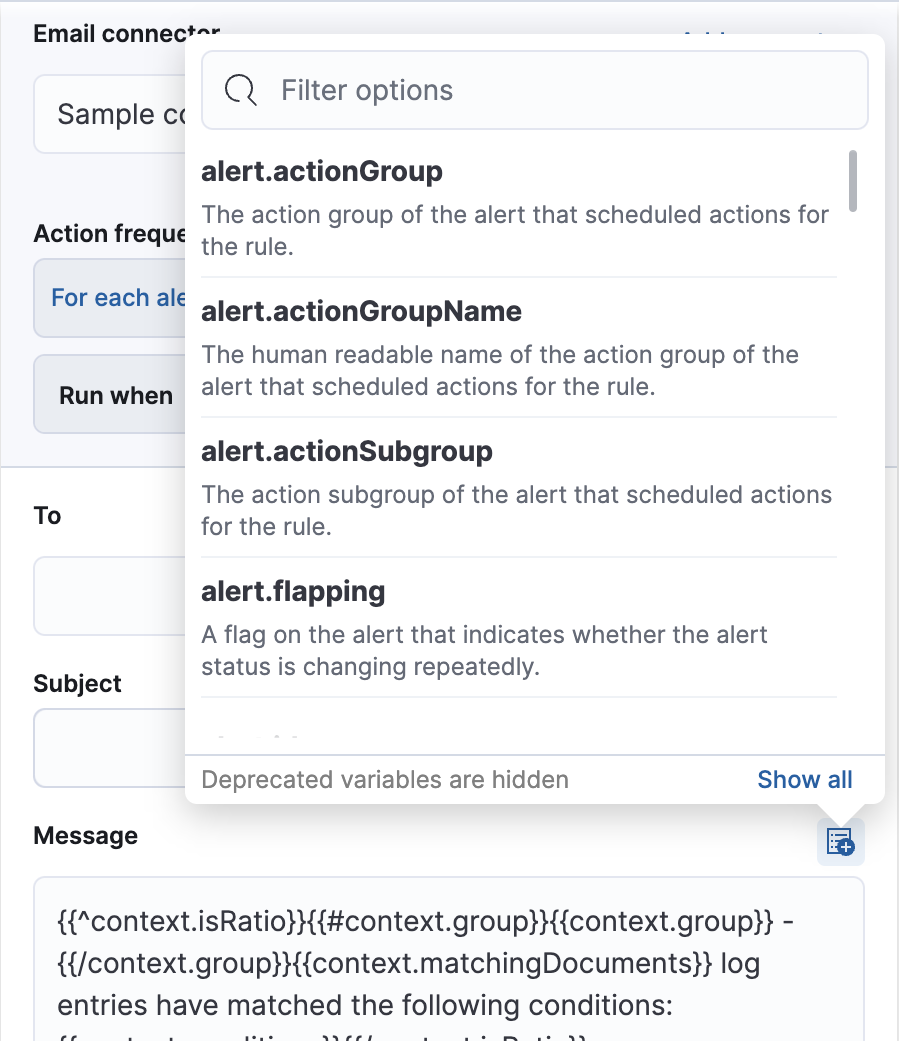 Email connector
Sample
Action
For each
Run when
To
Subject
Message
Filter options
alert.actionGroup
The action group of the alert that scheduled actions for
the rule.
alert.actionGroupName
The human readable name of the action group of the
alert that scheduled actions for the rule.
alert.actionSubgroup
The action subgroup of the alert that scheduled actions
for the rule.
alert.flapping
A flag on the alert that indicates whether the alert
status is changing repeatedly.
Deprecated variables are hidden Show all
{{^context.isRatio}}{{#context.group}}{{context.group}} -
{{/context.group}}{{context.matchingDocuments}} log
entries have matched the following conditions: